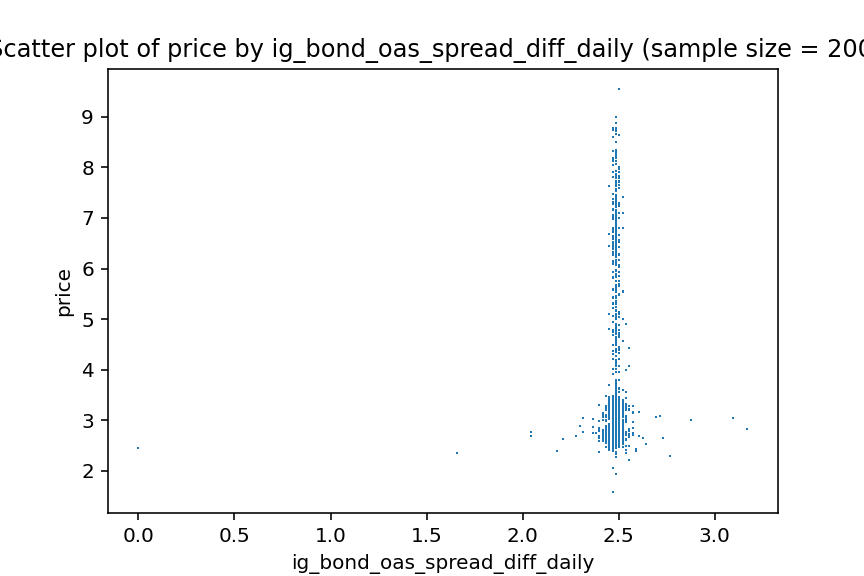 Scatter plot of price by ig_bond_oas_spread_diff_daily (sample size = 200
9
8
7
6
5
4
3
2
price
0.0 0.5 1.0 1.5 2.0 2.5 3.0
ig_bond_oas_spread_diff_daily